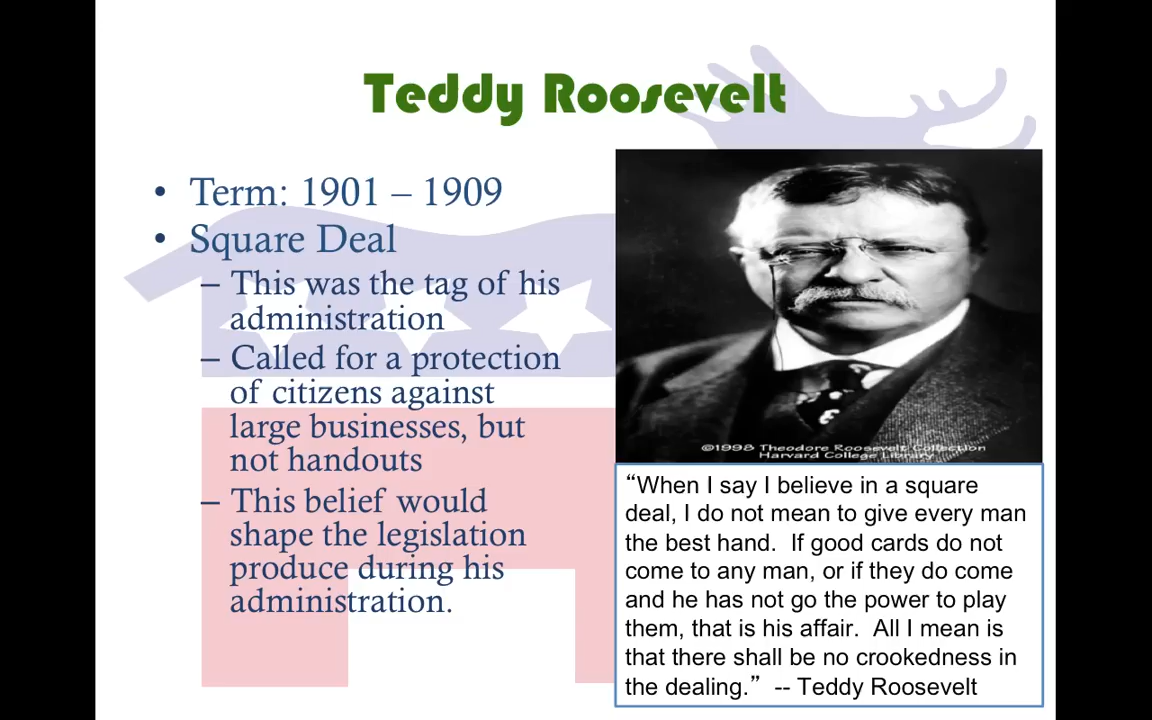 Teddy Roosevelt
• Term: 1901 – 1909
• Square Deal
– This was the tag of his
administration
– Called for a protection
of citizens against
large businesses, but
not handouts
– This belief would
shape the legislation
produce during his
administration.
©1998 Theodore Roosevelt Collection
Harvard College Library
“When I say I believe in a square
deal, I do not mean to give every man
the best hand.  If good cards do not
come to any man, or if they do come
and he has not go the power to play
them, that is his affair.  All I mean is
that there shall be no crookedness in
the dealing.”  -- Teddy Roosevelt